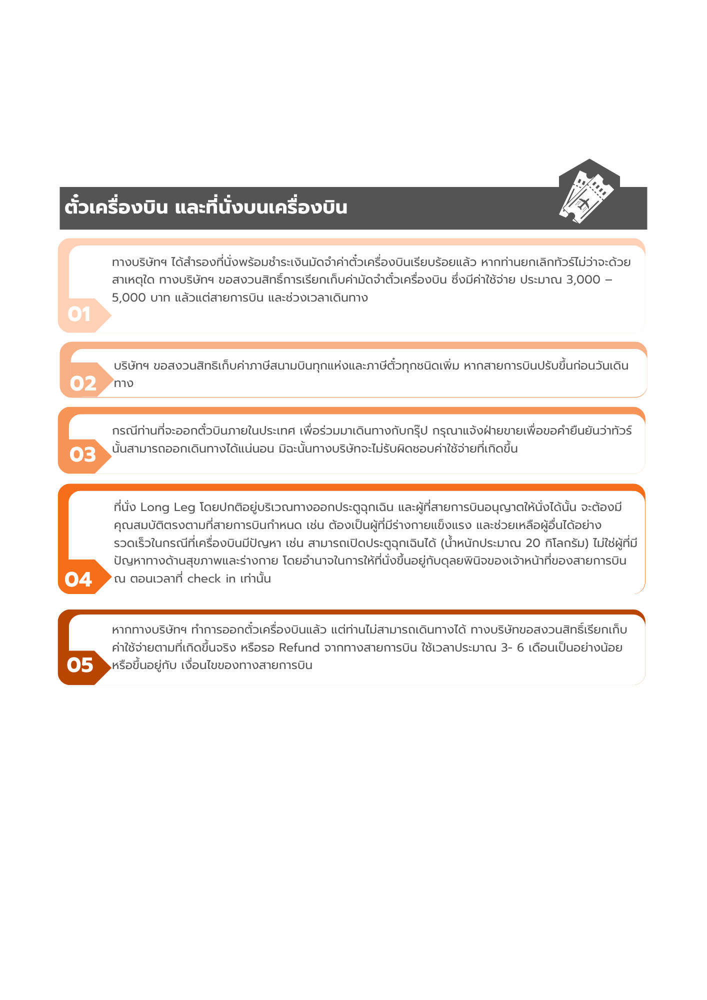 ตั๋วเครื่องบิน และที่นั่งบนเครื่องบิน
ทางบริษัทฯ ได้สำรองที่นั่งพร้อมชำระเงินมัดจำค่าตั๋วเครื่องบินเรียบร้อยแล้ว หากท่านยกเลิกทัวร์ไม่ว่าจะด้วย
สาเหตุใด ทางบริษัทฯ ขอสงวนสิทธิ์การเรียกเก็บค่ามัดจำตั๋วเครื่องบิน ซึ่งมีค่าใช้จ่าย ประมาณ 3,000 –
5,000 บาท แล้วแต่สายการบิน และช่วงเวลาเดินทาง
01
บริษัทฯ ขอสงวนสิทธิเก็บค่าภาษีสนามบินทุกแห่งและภาษีตั๋วทุกชนิดเพิ่ม หากสายการบินปรับขึ้นก่อนวันเดิน
ทาง
02
กรณีท่านที่จะออกตั๋วบินภายในประเทศ เพื่อร่วมมาเดินทางกับกรุ๊ป กรุณาแจ้งฝ่ายขายเพื่อขอคำยืนยันว่าทัวร์
นั้นสามารถออกเดินทางได้แน่นอน มิฉะนั้นทางบริษัทจะไม่รับผิดชอบค่าใช้จ่ายที่เกิดขึ้น
03
ที่นั่ง Long Leg โดยปกติอยู่บริเวณทางออกประตูฉุกเฉิน และผู้ที่สายการบินอนุญาตให้นั่งได้นั้น จะต้องมี
คุณสมบัติตรงตามที่สายการบินกำหนด เช่น ต้องเป็นผู้ที่มีร่างกายแข็งแรง และช่วยเหลือผู้อื่นได้อย่าง
รวดเร็วในกรณีที่เครื่องบินมีปัญหา เช่น สามารถเปิดประตูฉุกเฉินได้ (น้ำหนักประมาณ 20 กิโลกรัม) ไม่ใช่ผู้ที่มี
ปัญหาทางด้านสุขภาพและร่างกาย โดยอำนาจในการให้ที่นั่งขึ้นอยู่กับดุลยพินิจของเจ้าหน้าที่ของสายการบิน
ณ ตอนเวลาที่ check in เท่านั้น
04
หากทางบริษัทฯ ทำการออกตั๋วเครื่องบินแล้ว แต่ท่านไม่สามารถเดินทางได้ ทางบริษัทขอสงวนสิทธิ์เรียกเก็บ
ค่าใช้จ่ายตามที่เกิดขึ้นจริง หรือรอ Refund จากทางสายการบิน ใช้เวลาประมาณ 3- 6 เดือนเป็นอย่างน้อย
หรือขึ้นอยู่กับ เงื่อนไขของทางสายการบิน
05